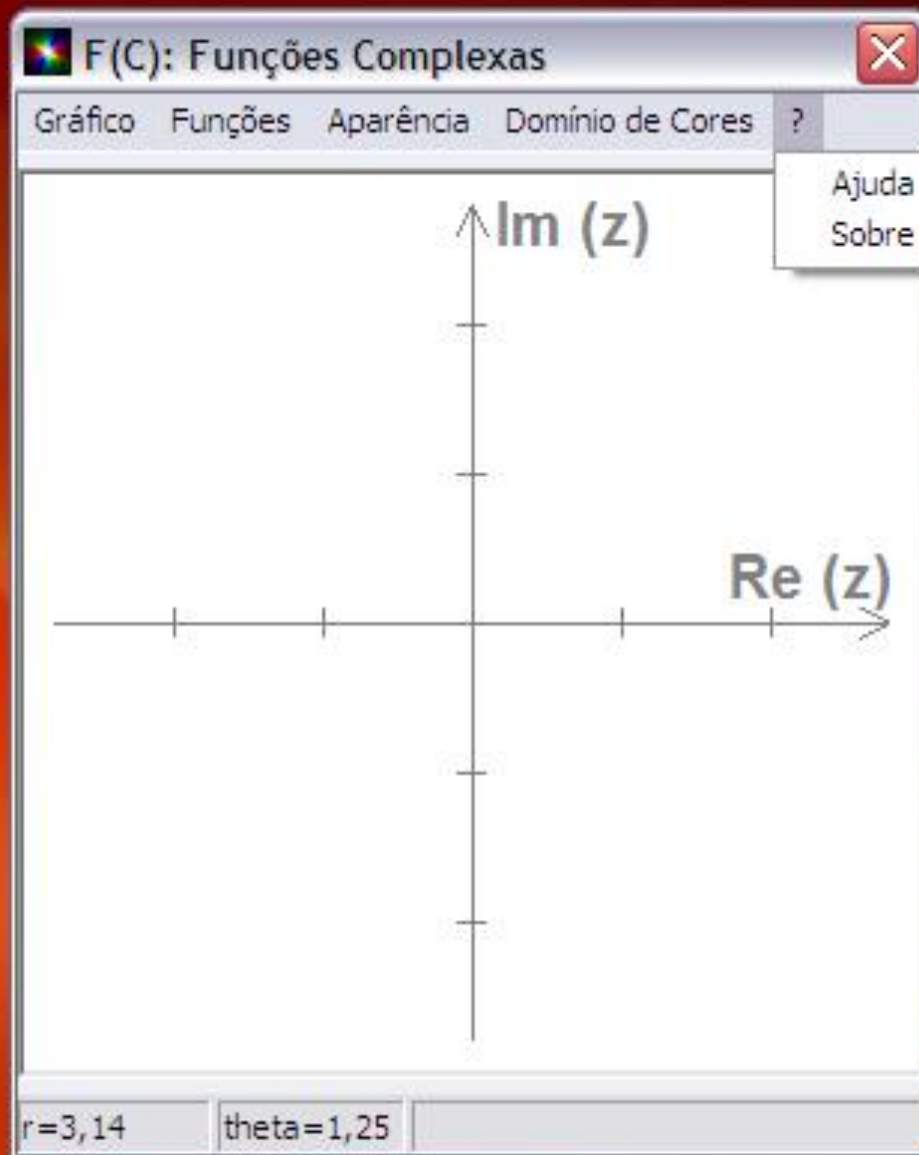 F(C): Funções Complexas
Gráfico Funções Aparência Domínio de Cores ?
Ajuda
Sobre
Im (z)
Re (z)
r=3,14 theta=1,25